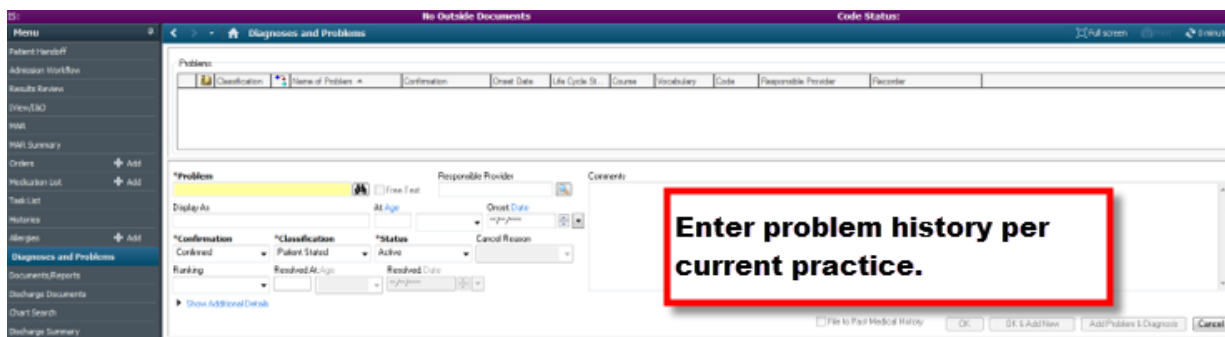 No Outside Documents
Code Status:
Menu
Diagnoses and Problems
Full screen
Patient Handoff
Admission Workflow
Results Review
IView/I&O
MAR
MAR Summary
Orders
Add
Medication List
Add
Task List
Histories
Allergies
Add
Diagnoses and Problems
Documents/Reports
Discharge Documents
Chart Search
Discharge Summary
Problems
Classification
Name of Problem
Confirmation
Onset Date
Life Cycle St...
Course
Vocabulary
Code
Responsible Provider
Recorder
*Problem
Free Text
Responsible Provider
Comments
Display As
At Age
Onset Date
*Confirmation
*Classification
*Status
Cancel Reason
Confirmed
Patient Stated
Active
Ranking
Resolved At Age
Resolved Date
Show Additional Details
Enter problem history per
current practice.
File to Past Medical History
OK
OK & Add New
Add Problem & Diagnosis
Cancel